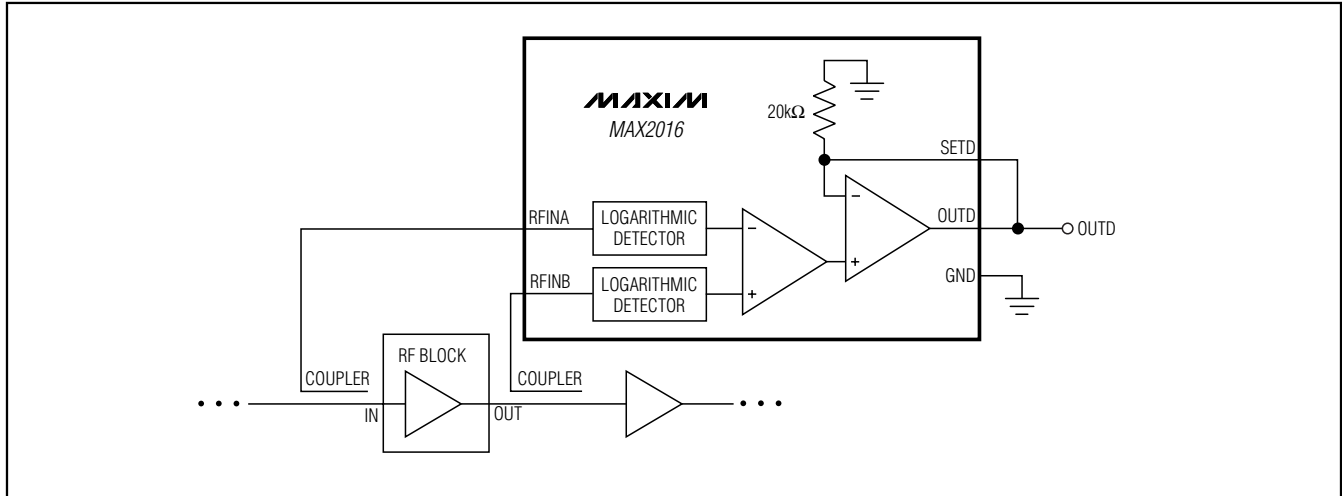 MAXIM
MAX2016
20kΩ
SETD
−
OUTD
OUTD
+
GND
RFINA
LOGARITHMIC
DETECTOR
−
RFINB
LOGARITHMIC
DETECTOR
+
RF BLOCK
COUPLER
COUPLER
IN
OUT